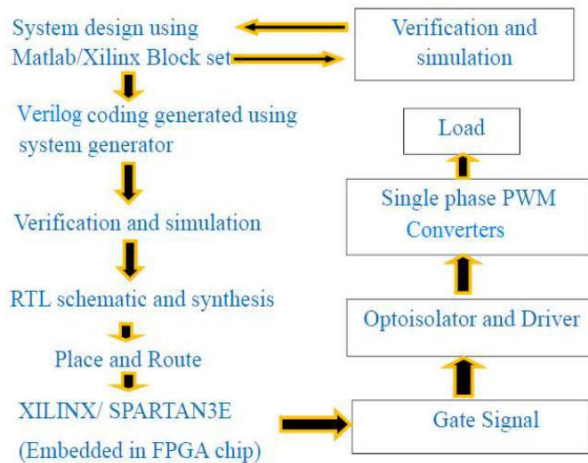 System design using
Matlab/Xilinx Block set
Verification and
simulation
Verilog coding generated using
system generator
Verification and simulation
RTL schematic and synthesis
Place and Route
XILINX/ SPARTAN3E
(Embedded in FPGA chip)
Gate Signal
Optoisolator and Driver
Single phase PWM
Converters
Load